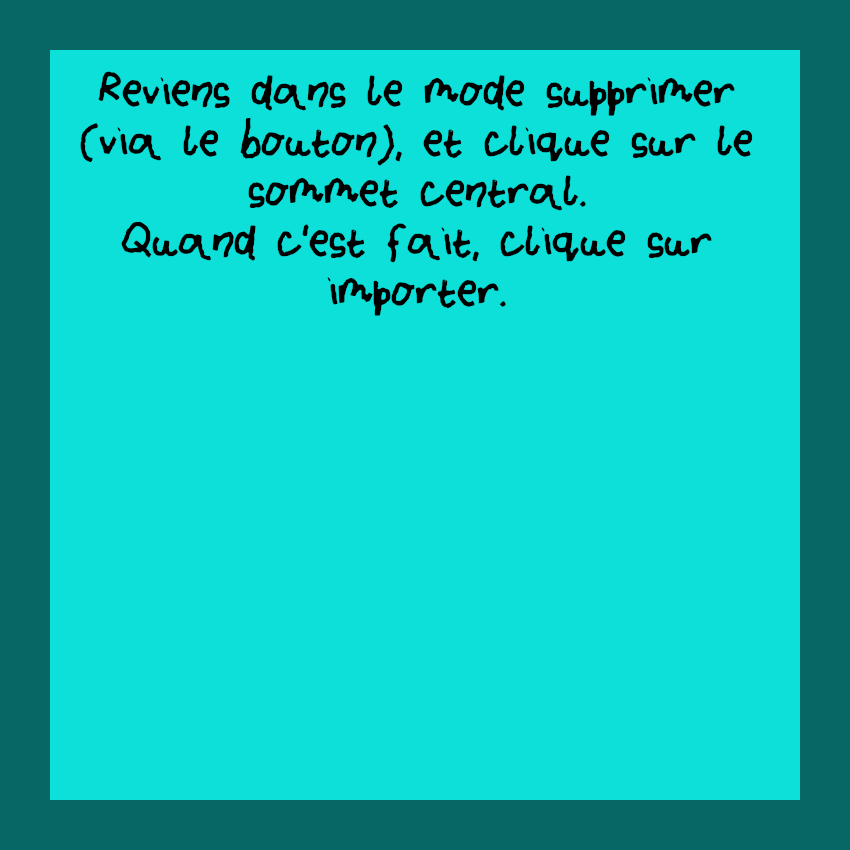 Reviens dans le mode supprimer
(via le bouton), et clique sur le
sommet central.
Quand c'est fait, clique sur
importer.